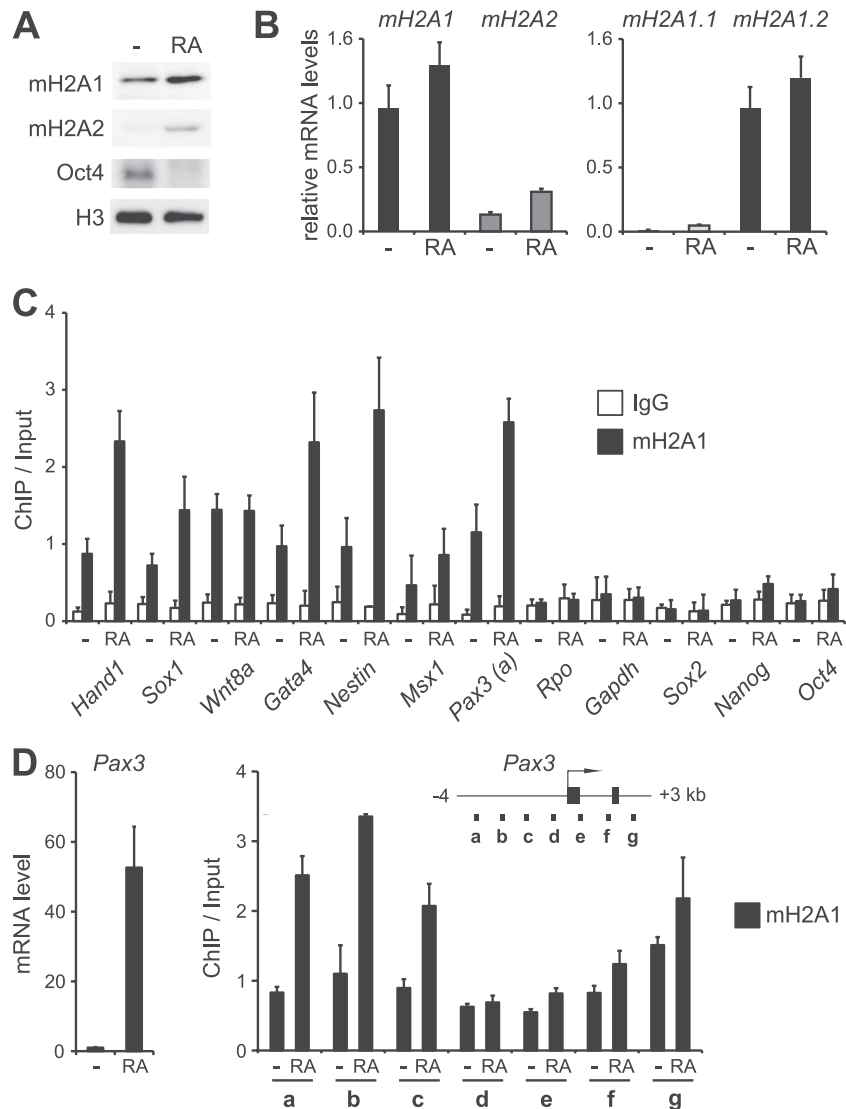 A
- RA
mH2A1
mH2A2
Oct4
H3
B
mH2A1 mH2A2 mH2A1.1 mH2A1.2
relative mRNA levels
1.6
1.0
0.5
0.0
- RA - RA
1.6
1.0
0.5
0.0
- RA - RA
C
ChIP / Input
4
3
2
1
0
IgG
mH2A1
- RA - RA - RA - RA - RA - RA - RA - RA - RA - RA - RA - RA
Hand1 Sox1 Wnt8a Gata4 Nestin Msx1 Pax3 (a) Rpo Gapdh Sox2 Nanog Oct4
D
Pax3
mRNA level
80
60
40
20
0
- RA
ChIP / Input
4
3
2
1
0
Pax3
-4 +3 kb
a b c d e f g
mH2A1
- RA - RA - RA - RA - RA - RA - RA
a b c d e f g